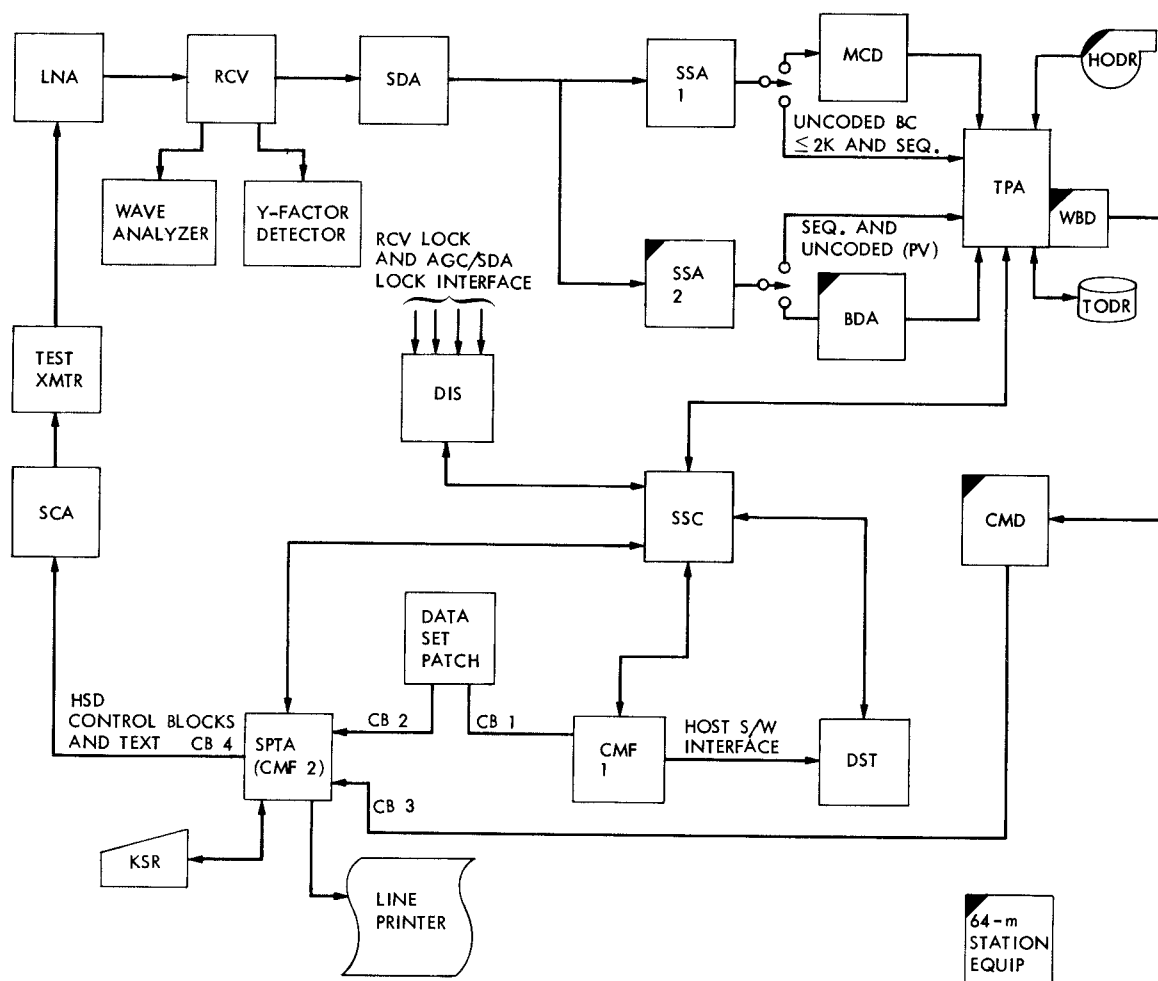 LNA
RCV
SDA
SSA
1
MCD
HODR
UNCODED BC
≤ 2K AND SEQ.
TPA
WBD
WAVE
ANALYZER
Y-FACTOR
DETECTOR
RCV LOCK
AND AGC/SDA
LOCK INTERFACE
SSA
2
SEQ. AND
UNCODED (PV)
BDA
TODR
TEST
XMTR
DIS
SCA
SSC
CMD
DATA
SET
PATCH
HSD
CONTROL BLOCKS
AND TEXT CB 4
SPTA
(CMF 2)
CB 2
CB 1
CMF
1
HOST S/W
INTERFACE
DST
CB 3
KSR
LINE
PRINTER
64-m
STATION
EQUIP